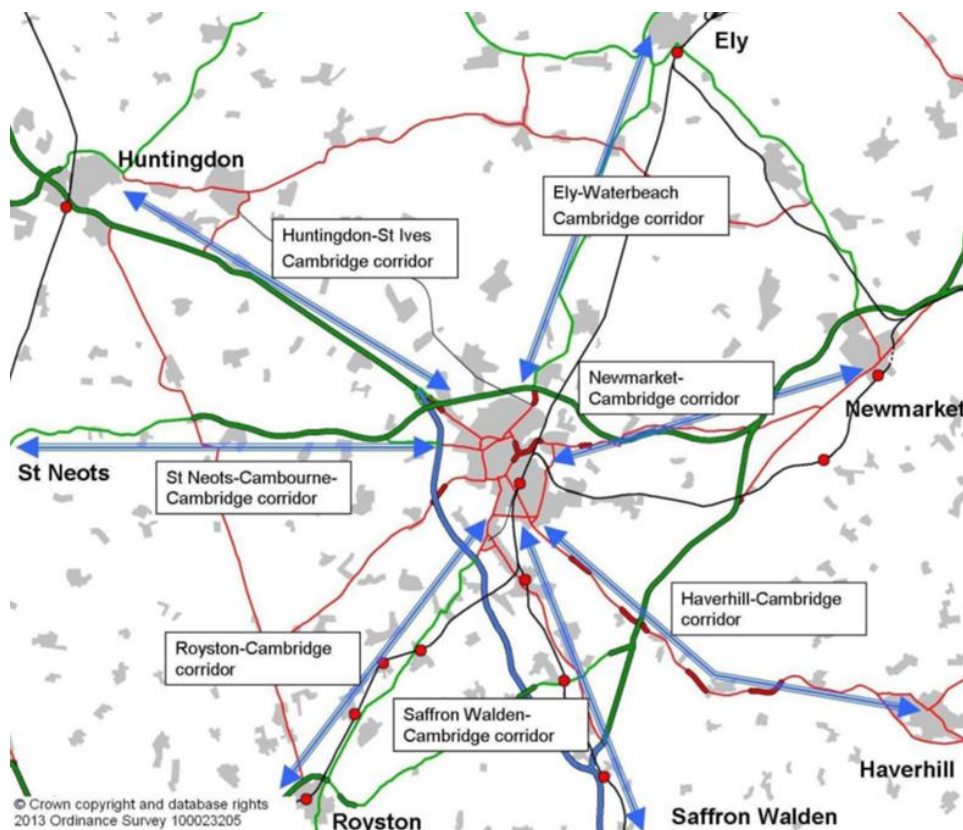 Ely
Huntingdon
Ely-Waterbeach
Cambridge corridor
Huntingdon-St Ives
Cambridge corridor
Newmarket-
Cambridge corridor
Newmarket
St Neots
St Neots-Cambourne-
Cambridge corridor
Haverhill-Cambridge
corridor
Royston-Cambridge
corridor
Saffron Walden-
Cambridge corridor
Haverhill
© Crown copyright and database rights
2013 Ordinance Survey 100023205
Royston
Saffron Walden